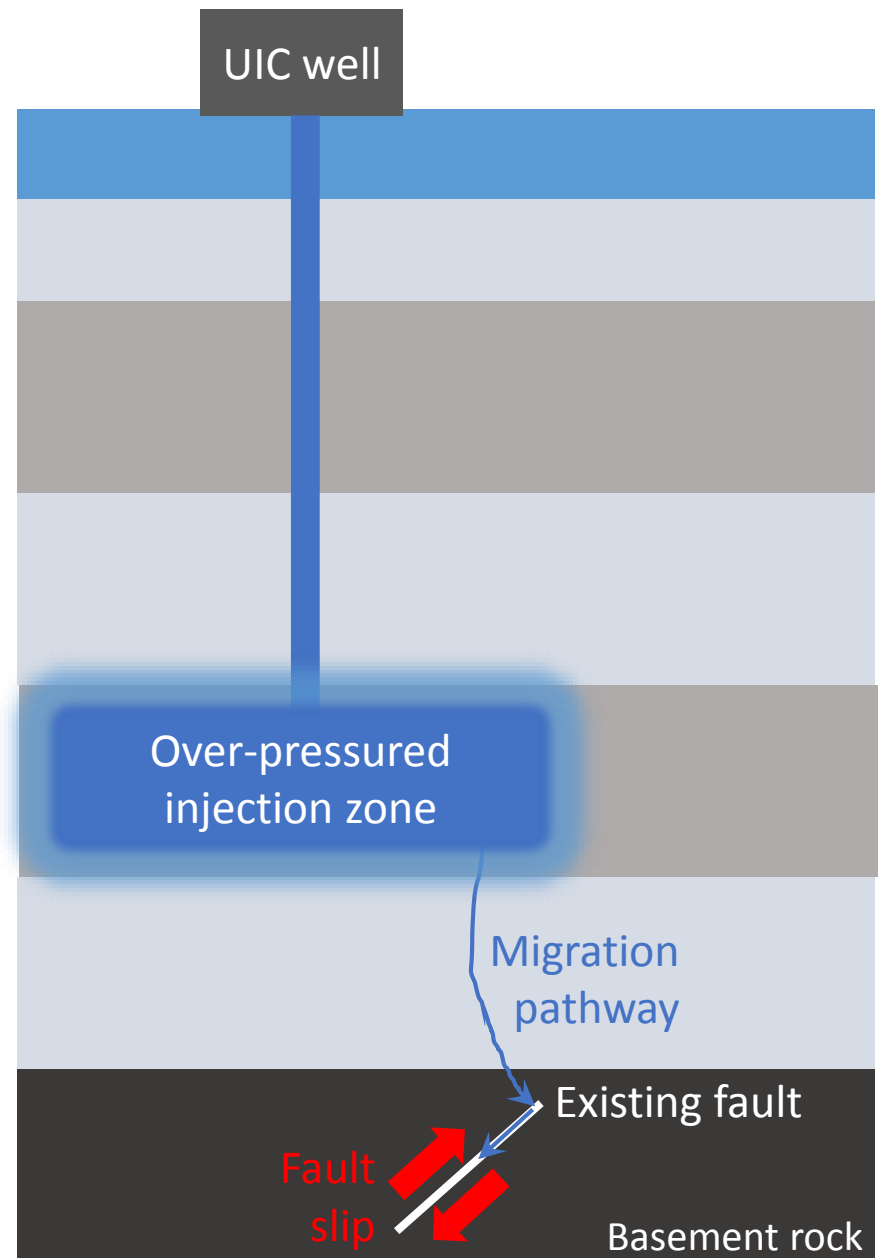 UIC well
Over-pressured
injection zone
Migration
pathway
Existing fault
Fault
slip
Basement rock